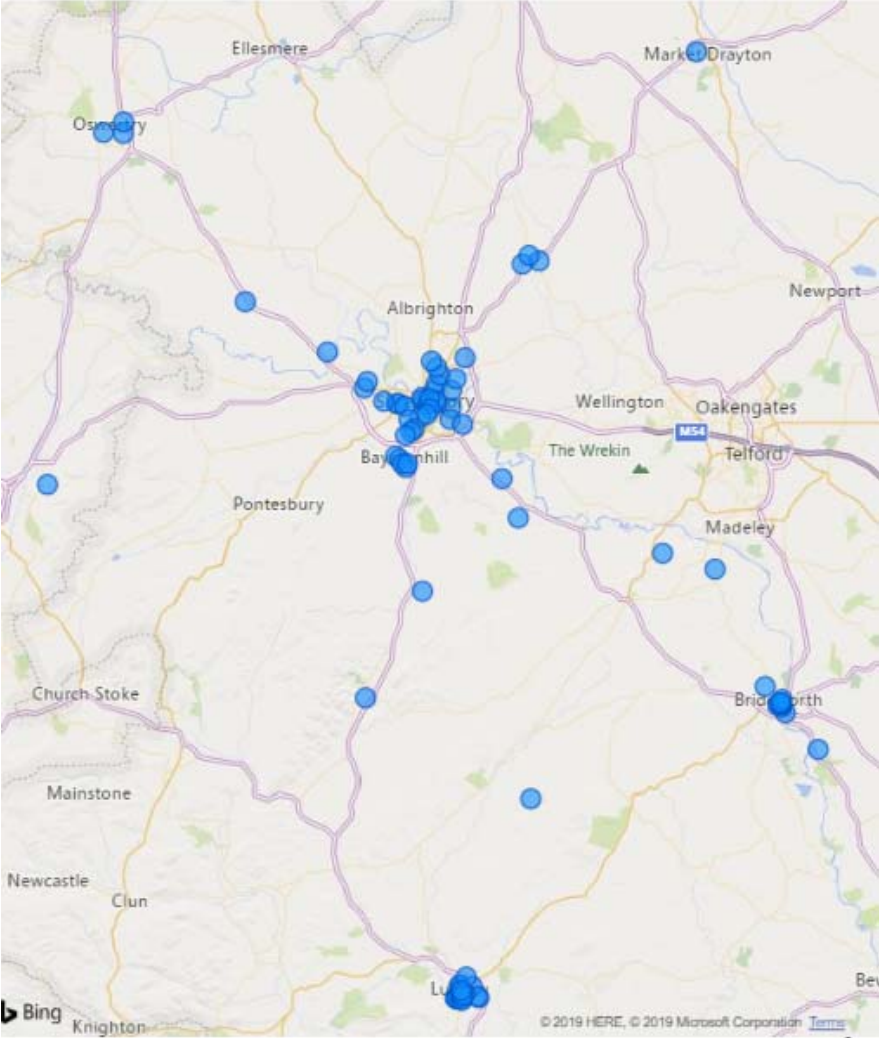 Ellesmere
Market Drayton
Newport
Albrighton
Wellington
Oakengates
M54
The Wrekin
Telford
Pontesbury
Madeley
Church Stoke
Mainstone
Newcastle
Clun
Bing
Knighton
© 2019 HERE, © 2019 Microsoft Corporation Terms